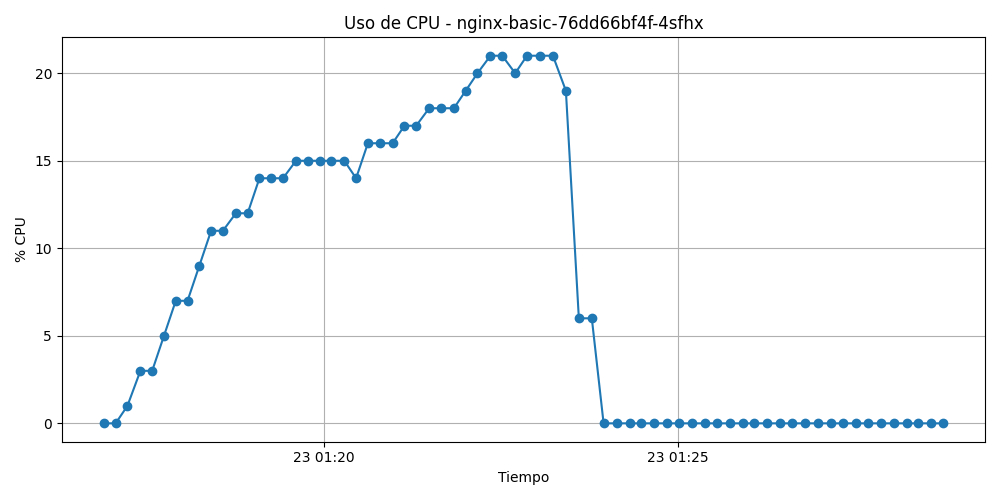 Uso de CPU - nginx-basic-76dd66bf4f-4sfhx
% CPU
20
15
10
5
0
23 01:20
23 01:25
Tiempo